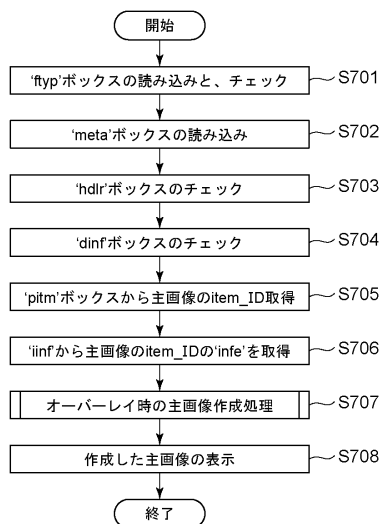 開始
‘ftyp’ボックスの読み込みと、チェック
S701
‘meta’ボックスの読み込み
S702
‘hdlr’ボックスのチェック
S703
‘dinf’ボックスのチェック
S704
‘pitm’ボックスから主画像のitem_ID取得
S705
‘iinf’から主画像のitem_IDの‘infe’を取得
S706
オーバーレイ時の主画像作成処理
S707
作成した主画像の表示
S708
終了